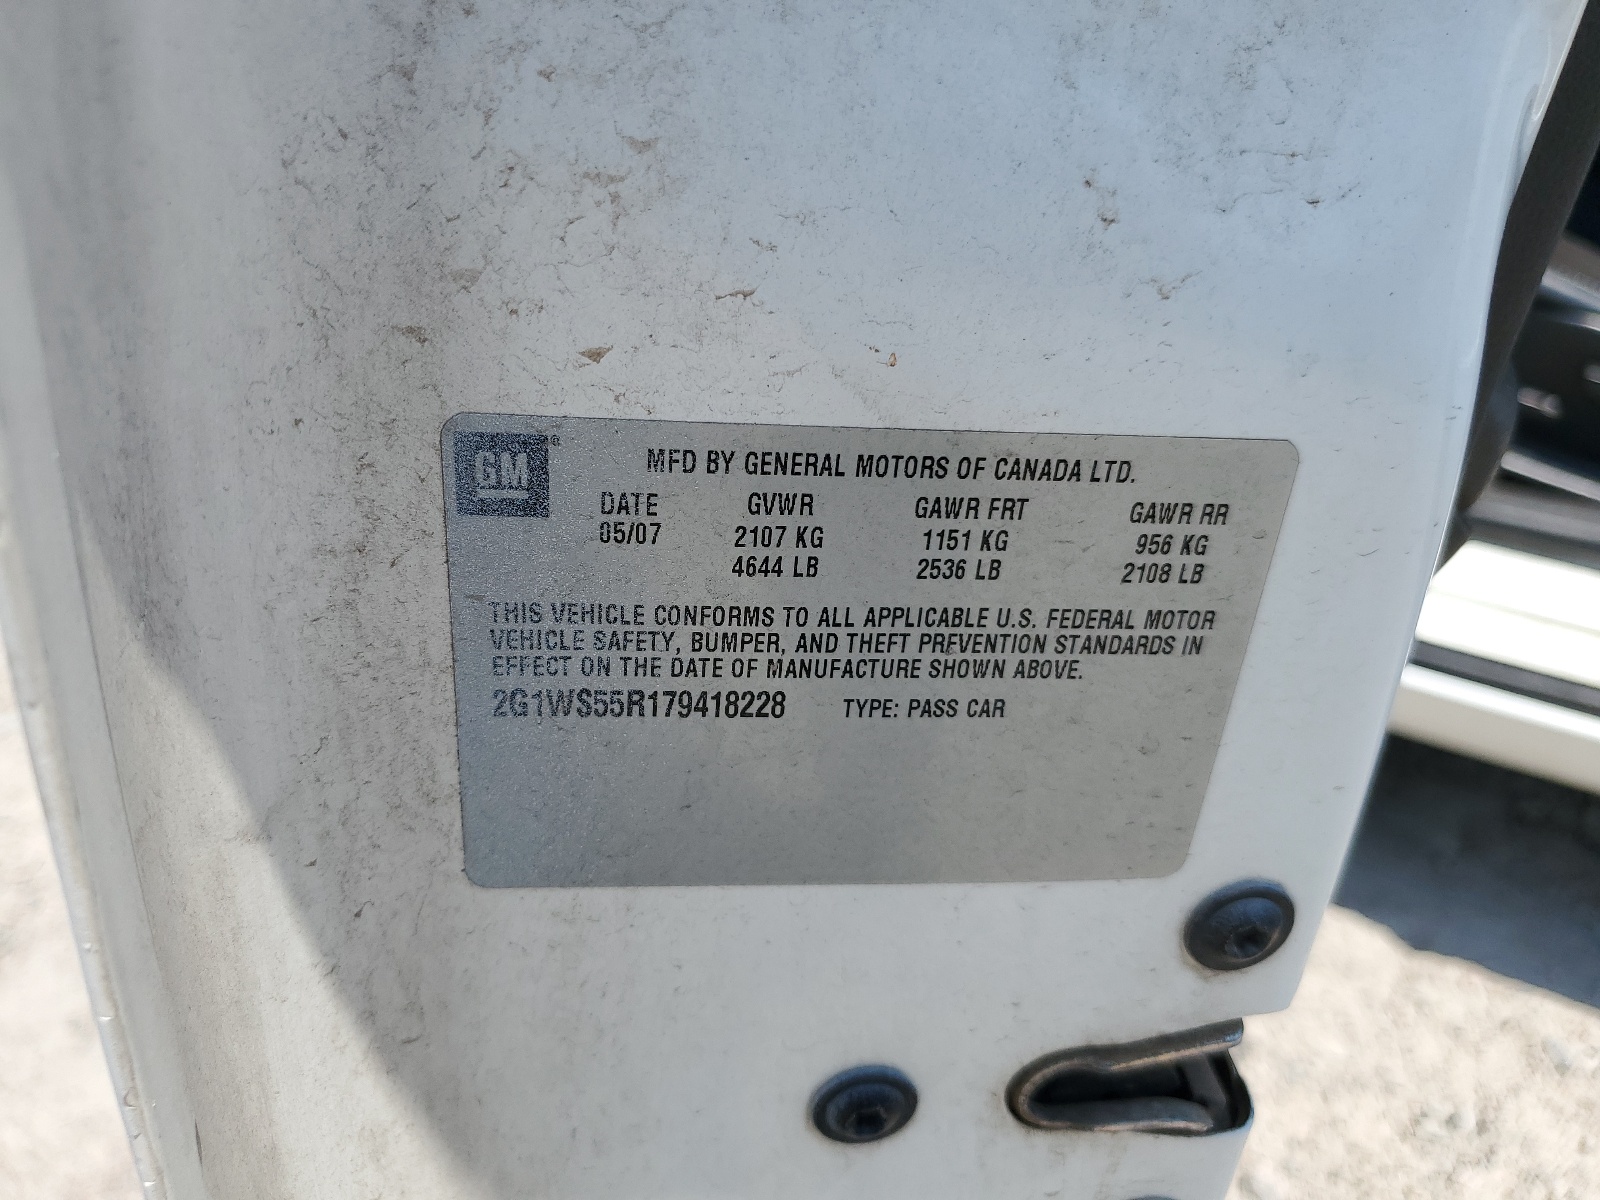 GM®
MFD BY GENERAL MOTORS OF CANADA LTD.
DATE GVWR GAWR FRT GAWR RR
05/07 2107 KG 1151 KG 956 KG
4644 LB 2536 LB 2108 LB
THIS VEHICLE CONFORMS TO ALL APPLICABLE U.S. FEDERAL MOTOR
VEHICLE SAFETY, BUMPER, AND THEFT PREVENTION STANDARDS IN
EFFECT ON THE DATE OF MANUFACTURE SHOWN ABOVE.
2G1WS55R179418228 TYPE: PASS CAR